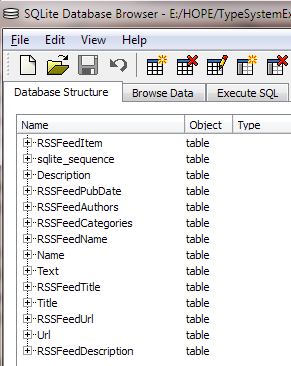 SQLite Database Browser - E:/HOPE/TypeSystemEx
File Edit View Help
Database Structure Browse Data Execute SQL
Name Object Type
RSSFeedItem table
sqlite_sequence table
Description table
RSSFeedPubDate table
RSSFeedAuthors table
RSSFeedCategories table
RSSFeedName table
Name table
Text table
RSSFeedTitle table
Title table
RSSFeedUrl table
Url table
RSSFeedDescription table